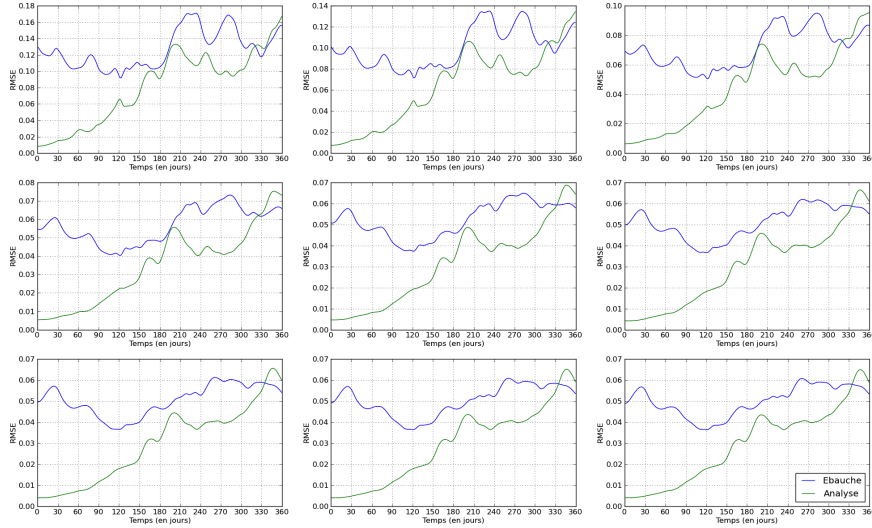 0.18 0.14 0.10
0.16 0.12
0.14 0.10 0.08
0.12 0.08 0.06
0.10 0.06 0.04
0.08 0.04 0.02
0.06 0.02 0.00
0.04 0.00
0.02
0.00
RMSE RMSE RMSE
0 30 60 90 120 150 180 210 240 270 300 330 360 0 30 60 90 120 150 180 210 240 270 300 330 360 0 30 60 90 120 150 180 210 240 270 300 330 360
Temps (en jours) Temps (en jours) Temps (en jours)
0.08 0.07 0.07
0.07 0.06 0.06
0.06 0.05 0.05
0.05 0.04 0.04
0.04 0.03 0.03
0.03 0.02 0.02
0.02 0.01 0.01
0.01 0.00 0.00
0.00
RMSE RMSE RMSE
0 30 60 90 120 150 180 210 240 270 300 330 360 0 30 60 90 120 150 180 210 240 270 300 330 360 0 30 60 90 120 150 180 210 240 270 300 330 360
Temps (en jours) Temps (en jours) Temps (en jours)
0.07 0.07 0.07
0.06 0.06 0.06
0.05 0.05 0.05
0.04 0.04 0.04
0.03 0.03 0.03
0.02 0.02 0.02
0.01 0.01 0.01
0.00 0.00 0.00
RMSE RMSE RMSE
Ebauche
Analyse
0 30 60 90 120 150 180 210 240 270 300 330 360 0 30 60 90 120 150 180 210 240 270 300 330 360 0 30 60 90 120 150 180 210 240 270 300 330 360
Temps (en jours) Temps (en jours) Temps (en jours)